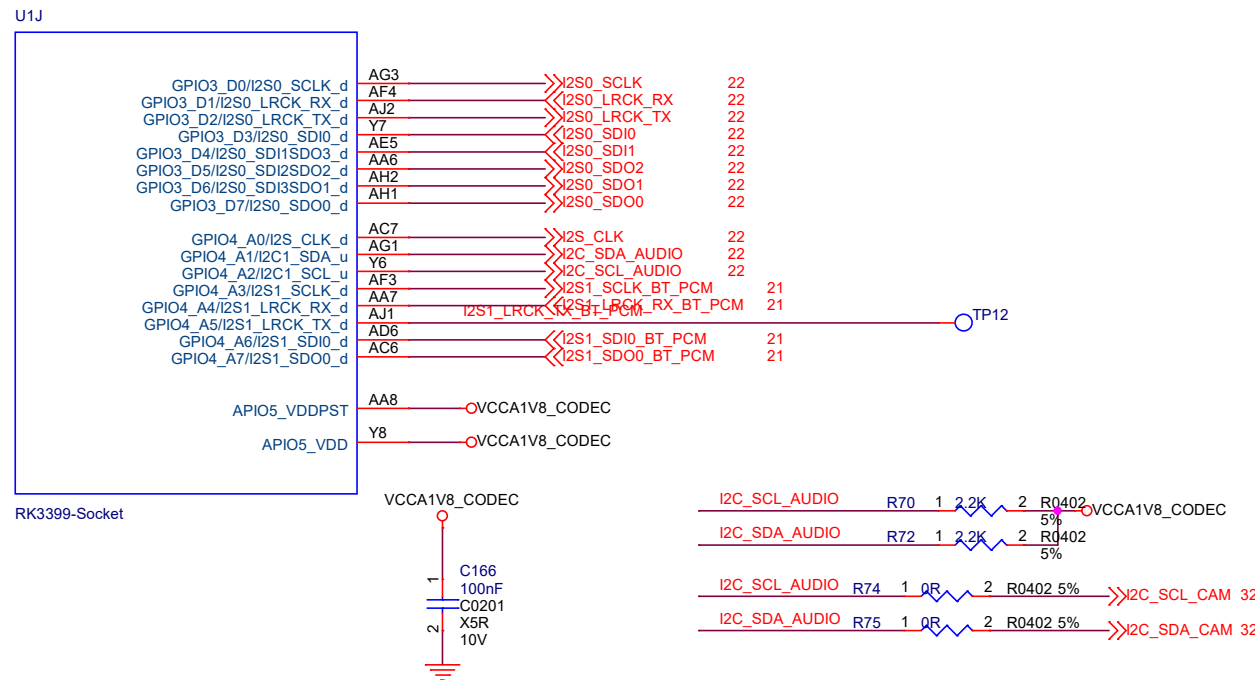 U1J
GPIO3_D0/I2S0_SCLK_d AG3 I2S0_SCLK 22
GPIO3_D1/I2S0_LRCK_RX_d AF4 I2S0_LRCK_RX 22
GPIO3_D2/I2S0_LRCK_TX_d AJ2 I2S0_LRCK_TX 22
GPIO3_D3/I2S0_SDI0_d Y7 I2S0_SDI0 22
GPIO3_D4/I2S0_SDI1SDO3_d AE5 I2S0_SDI1 22
GPIO3_D5/I2S0_SDI2SDO2_d AA6 I2S0_SDO2 22
GPIO3_D6/I2S0_SDI3SDO1_d AH2 I2S0_SDO1 22
GPIO3_D7/I2S0_SDO0_d AH1 I2S0_SDO0 22
GPIO4_A0/I2S_CLK_d AC7 I2S_CLK 22
GPIO4_A1/I2C1_SDA_u AG1 I2C_SDA_AUDIO 22
GPIO4_A2/I2C1_SCL_u Y6 I2C_SCL_AUDIO 22
GPIO4_A3/I2S1_SCLK_d AF3 I2S1_SCLK_BT_PCM 21
GPIO4_A4/I2S1_LRCK_RX_d AA7 I2S1_LRCK_RX_BT_PCM 21
GPIO4_A5/I2S1_LRCK_TX_d AJ1 I2S1_LRCK_TX_BT_PCM TP12
GPIO4_A6/I2S1_SDI0_d AD6 I2S1_SDI0_BT_PCM 21
GPIO4_A7/I2S1_SDO0_d AC6 I2S1_SDO0_BT_PCM 21
APIO5_VDDPST AA8 VCCA1V8_CODEC
APIO5_VDD Y8 VCCA1V8_CODEC
RK3399-Socket
VCCA1V8_CODEC
1
C166
100nF
C0201
X5R
10V
2
I2C_SCL_AUDIO R70 1 2.2K 2 R0402 VCCA1V8_CODEC
5%
I2C_SDA_AUDIO R72 1 2.2K 2 R0402
5%
I2C_SCL_AUDIO R74 1 0R 2 R0402 5% I2C_SCL_CAM 32
I2C_SDA_AUDIO R75 1 0R 2 R0402 5% I2C_SDA_CAM 32